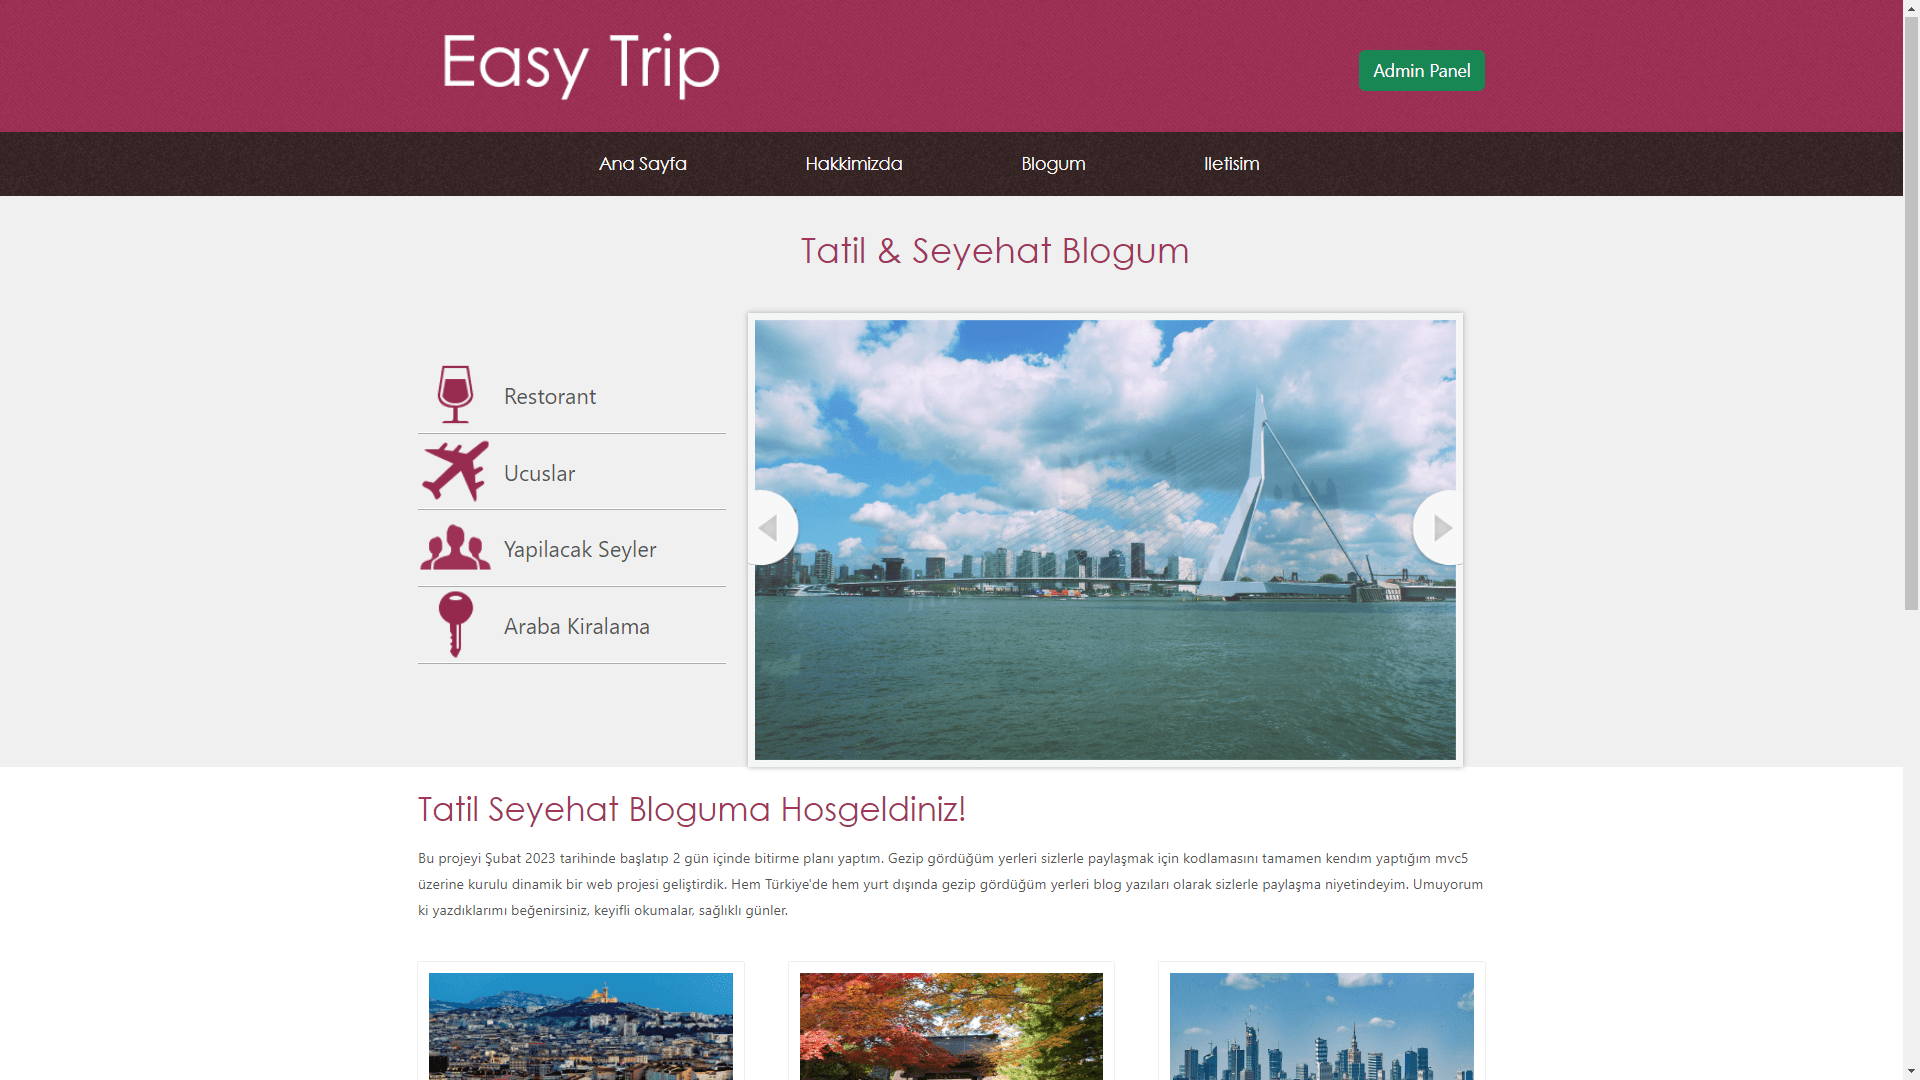 Easy Trip
Admin Panel
Ana Sayfa
Hakkimizda
Blogum
Iletisim
Tatil & Seyehat Blogum
Restorant
Ucuslar
Yapilacak Seyler
Araba Kiralama
Tatil Seyehat Bloguma Hosgeldiniz!
Bu projeyi Şubat 2023 tarihinde başlatıp 2 gün içinde bitirme planı yaptım. Gezip gördüğüm yerleri sizlerle paylaşmak için kodlamasını tamamen kendım yaptığım mvc5
üzerine kurulu dinamik bir web projesi geliştirdik. Hem Türkiye'de hem yurt dışında gezip gördüğüm yerleri blog yazıları olarak sizlerle paylaşma niyetindeyim. Umuyorum
ki yazdıklarımı beğenirsiniz, keyifli okumalar, sağlıklı günler.